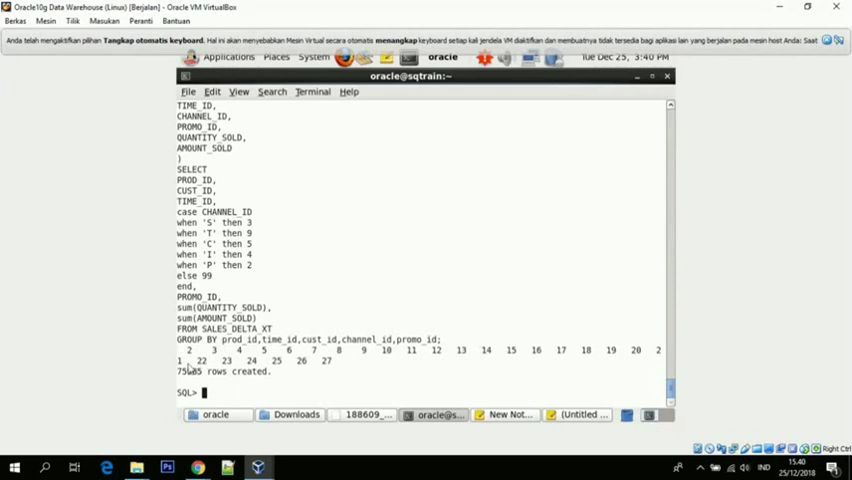 Oracle10g Data Warehouse (Linux) [Berjalan] - Oracle VM VirtualBox
Berkas Mesin Tilik Masukan Peranti Bantuan
Anda telah mengaktifkan pilihan Tangkap otomatis keyboard. Hal ini akan menyebabkan Mesin Virtual secara otomatis menangkap keyboard setiap kali jendela VM diaktifkan dan membuatnya tidak tersedia bagi aplikasi lain yang berjalan pada mesin host Anda: Saat
Applications Places System oracle Tue Dec 25, 3:40 PM
oracle@sqtrain:~
File Edit View Search Terminal Help
TIME_ID,
CHANNEL_ID,
PROMO_ID,
QUANTITY_SOLD,
AMOUNT_SOLD
)
SELECT
PROD_ID,
CUST_ID,
TIME_ID,
case CHANNEL_ID
when 'S' then 3
when 'T' then 9
when 'C' then 5
when 'I' then 4
when 'P' then 2
else 99
end,
PROMO_ID,
sum(QUANTITY_SOLD),
sum(AMOUNT_SOLD)
FROM SALES_DELTA_XT
GROUP BY prod_id,time_id,cust_id,channel_id,promo_id;
2 3 4 5 6 7 8 9 10 11 12 13 14 15 16 17 18 19 20 2
1 22 23 24 25 26 27
rows created.
SQL>
oracle Downloads 188609_... oracle@s... New Not... (Untitled ...
Right Ctrl
IND 15.40
25/12/2018